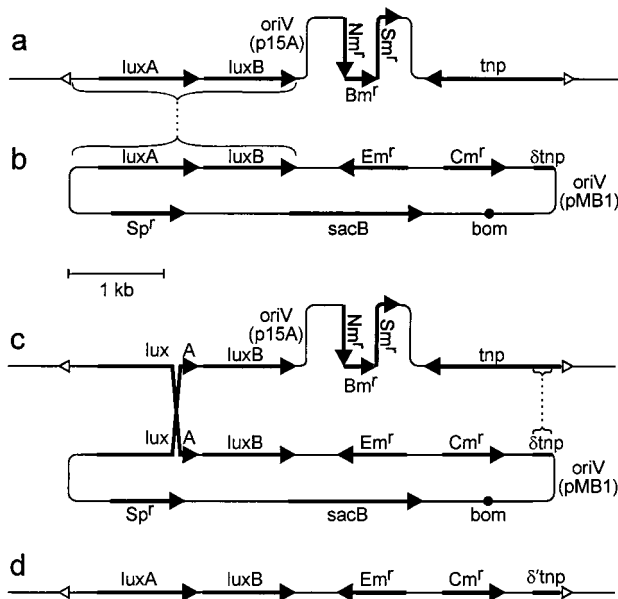 a
oriV
(p15A)
luxA luxB Nmʳ Bmʳ Smʳ tnp
b
luxA luxB Emʳ Cmʳ δtnp
oriV
(pMB1)
Spʳ sacB bom
1 kb
c
oriV
(p15A)
lux A luxB Nmʳ Bmʳ Smʳ tnp
lux A luxB Emʳ Cmʳ δtnp
oriV
(pMB1)
Spʳ sacB bom
d
luxA luxB Emʳ Cmʳ δ'tnp